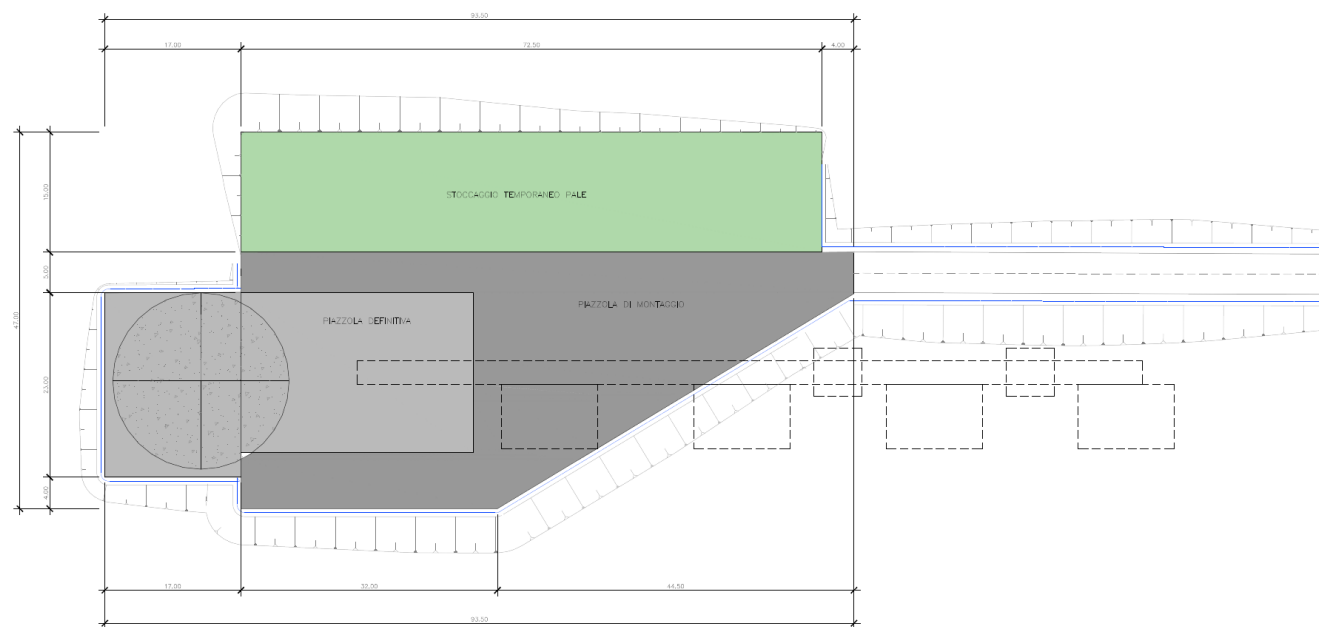 93.50
17.00 72.50 4.00
15.00
STOCCAGGIO TEMPORANEO PALE
5.00
PIAZZOLA DI MONTAGGIO
47.00
PIAZZOLA DEFINITIVA
23.00
4.00
17.00 32.00 44.50
93.50